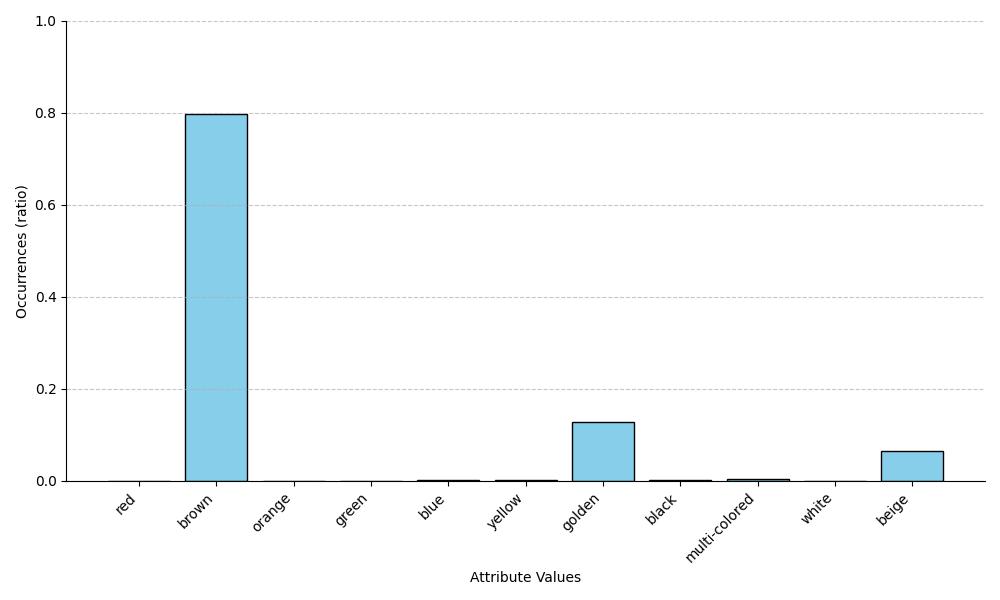 1.0
0.8
0.6
0.4
0.2
0.0
Occurrences (ratio)
red
brown
orange
green
blue
yellow
golden
black
multi-colored
white
beige
Attribute Values